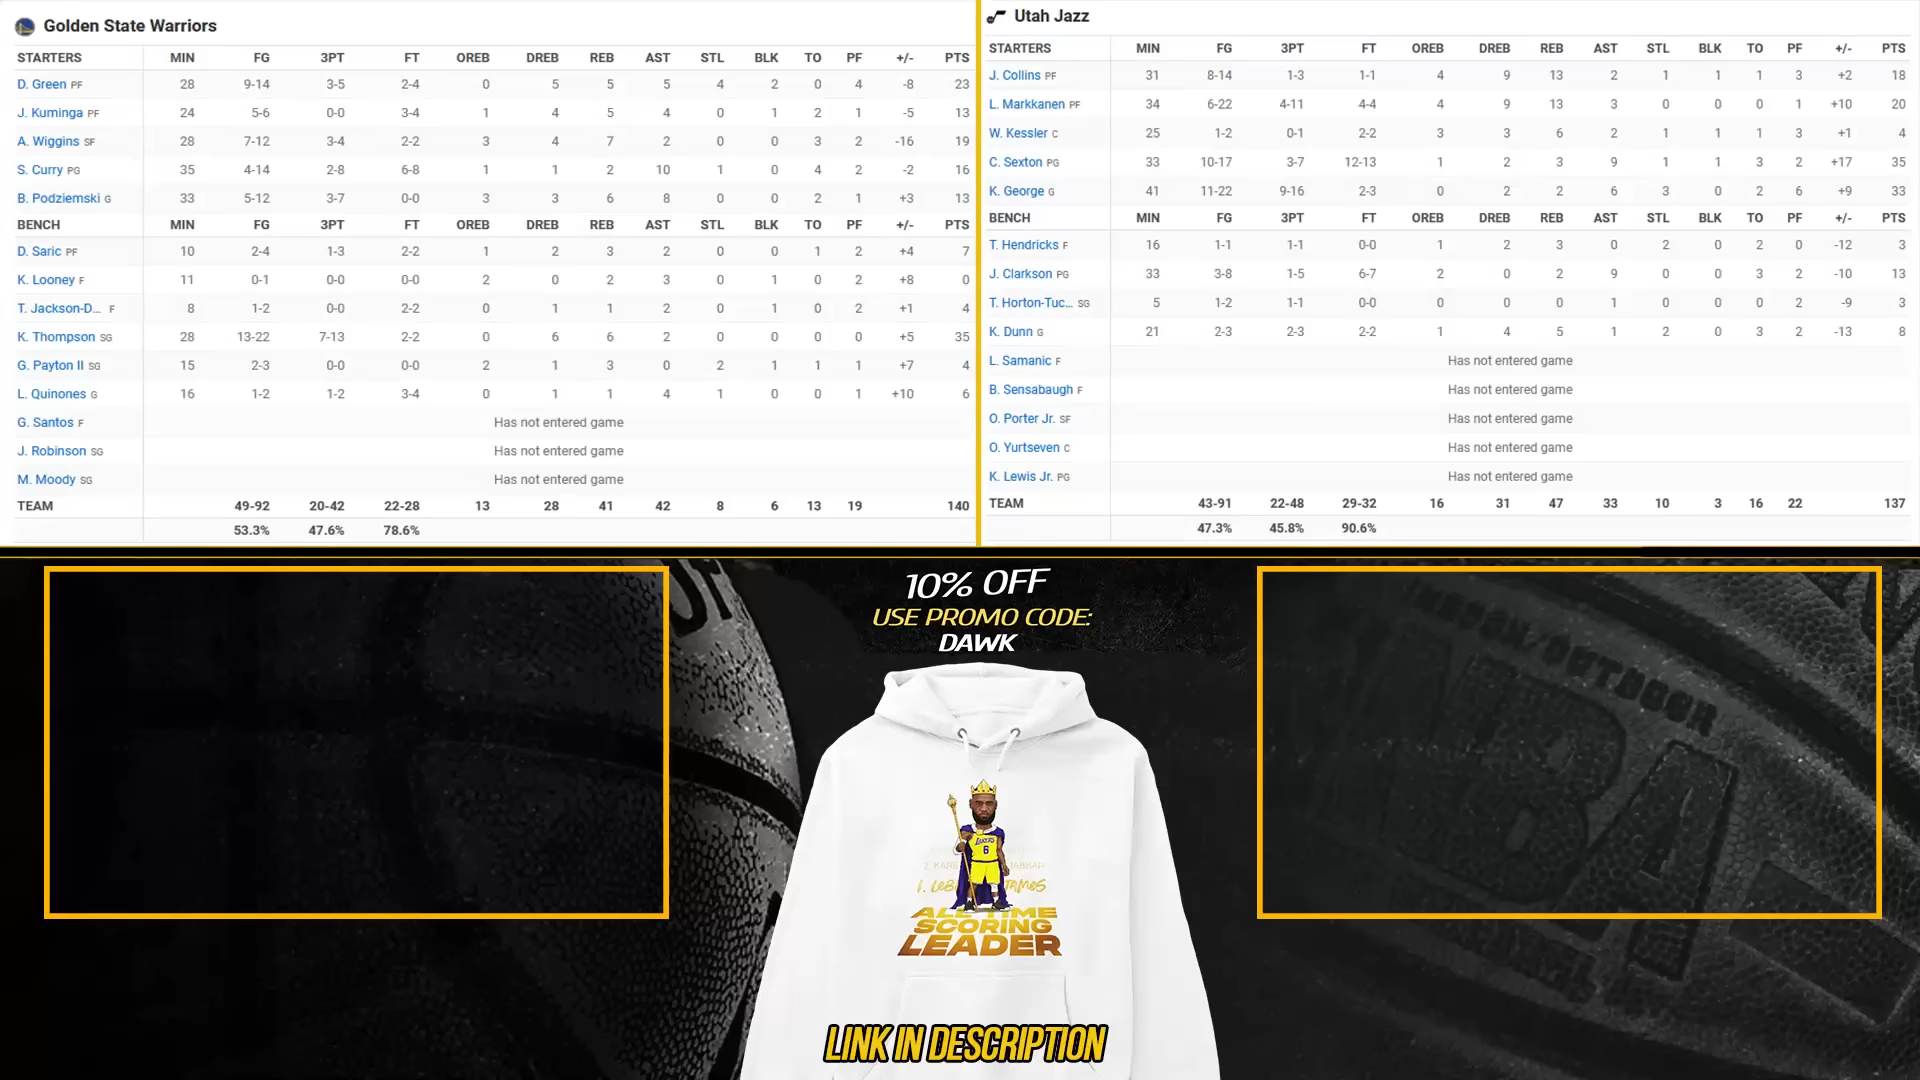 Golden State Warriors
STARTERS MIN FG 3PT FT OREB DREB REB AST STL BLK TO PF +/- PTS
D. Green PF 28 9-14 3-5 2-4 0 5 5 5 4 2 0 4 -8 23
J. Kuminga PF 24 5-6 0-0 3-4 1 4 5 4 0 1 2 1 -5 13
A. Wiggins SF 28 7-12 3-4 2-2 3 4 7 2 0 0 3 2 -16 19
S. Curry PG 35 4-14 2-8 6-8 1 1 2 10 1 0 4 2 -2 16
B. Podziemski G 33 5-12 3-7 0-0 3 3 6 8 0 0 2 1 +3 13
BENCH MIN FG 3PT FT OREB DREB REB AST STL BLK TO PF +/- PTS
D. Saric PF 10 2-4 1-3 2-2 1 2 3 2 0 0 1 2 +4 7
K. Looney F 11 0-1 0-0 0-0 2 0 2 3 0 1 0 2 +8 0
T. Jackson-D... F 8 1-2 0-0 2-2 0 1 1 2 0 1 0 2 +1 4
K. Thompson SG 28 13-22 7-13 2-2 0 6 6 2 0 0 0 0 +5 35
G. Payton II SG 15 2-3 0-0 0-0 2 1 3 0 2 1 1 1 +7 4
L. Quinones G 16 1-2 1-2 3-4 0 1 1 4 1 0 0 1 +10 6
G. Santos F Has not entered game
J. Robinson SG Has not entered game
M. Moody SG Has not entered game
TEAM 49-92 20-42 22-28 13 28 41 42 8 6 13 19 140
53.3% 47.6% 78.6%
Utah Jazz
STARTERS MIN FG 3PT FT OREB DREB REB AST STL BLK TO PF +/- PTS
J. Collins PF 31 8-14 1-3 1-1 4 9 13 2 1 1 1 3 +2 18
L. Markkanen PF 34 6-22 4-11 4-4 4 9 13 3 0 0 0 1 +10 20
W. Kessler C 25 1-2 0-1 2-2 3 3 6 2 1 1 1 3 +1 4
C. Sexton PG 33 10-17 3-7 12-13 1 2 3 9 1 1 3 2 +17 35
K. George G 41 11-22 9-16 2-3 0 2 2 6 3 0 2 6 +9 33
BENCH MIN FG 3PT FT OREB DREB REB AST STL BLK TO PF +/- PTS
T. Hendricks F 16 1-1 1-1 0-0 1 2 3 0 2 0 2 0 -12 3
J. Clarkson PG 33 3-8 1-5 6-7 2 0 2 9 0 0 3 2 -10 13
T. Horton-Tuc... SG 5 1-2 1-1 0-0 0 0 0 1 0 0 0 2 -9 3
K. Dunn G 21 2-3 2-3 2-2 1 4 5 1 2 0 3 2 -13 8
L. Samanic F Has not entered game
B. Sensabaugh F Has not entered game
O. Porter Jr. SF Has not entered game
O. Yurtseven C Has not entered game
K. Lewis Jr. PG Has not entered game
TEAM 43-91 22-48 29-32 16 31 47 33 10 3 16 22 137
47.3% 45.8% 90.6%
10% OFF
USE PROMO CODE:
DAWK
LAKERS
6
ALL TIME
SCORING
LEADER
LINK IN DESCRIPTION
INDOOR/OUTDOOR